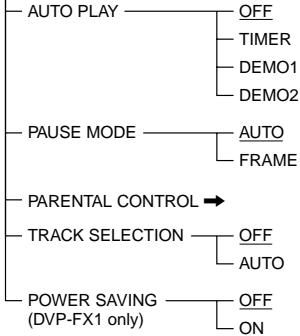 AUTO PLAY OFF
TIMER
DEMO1
DEMO2
PAUSE MODE AUTO
FRAME
PARENTAL CONTROL ➡
TRACK SELECTION OFF
AUTO
POWER SAVING OFF
(DVP-FX1 only) ON